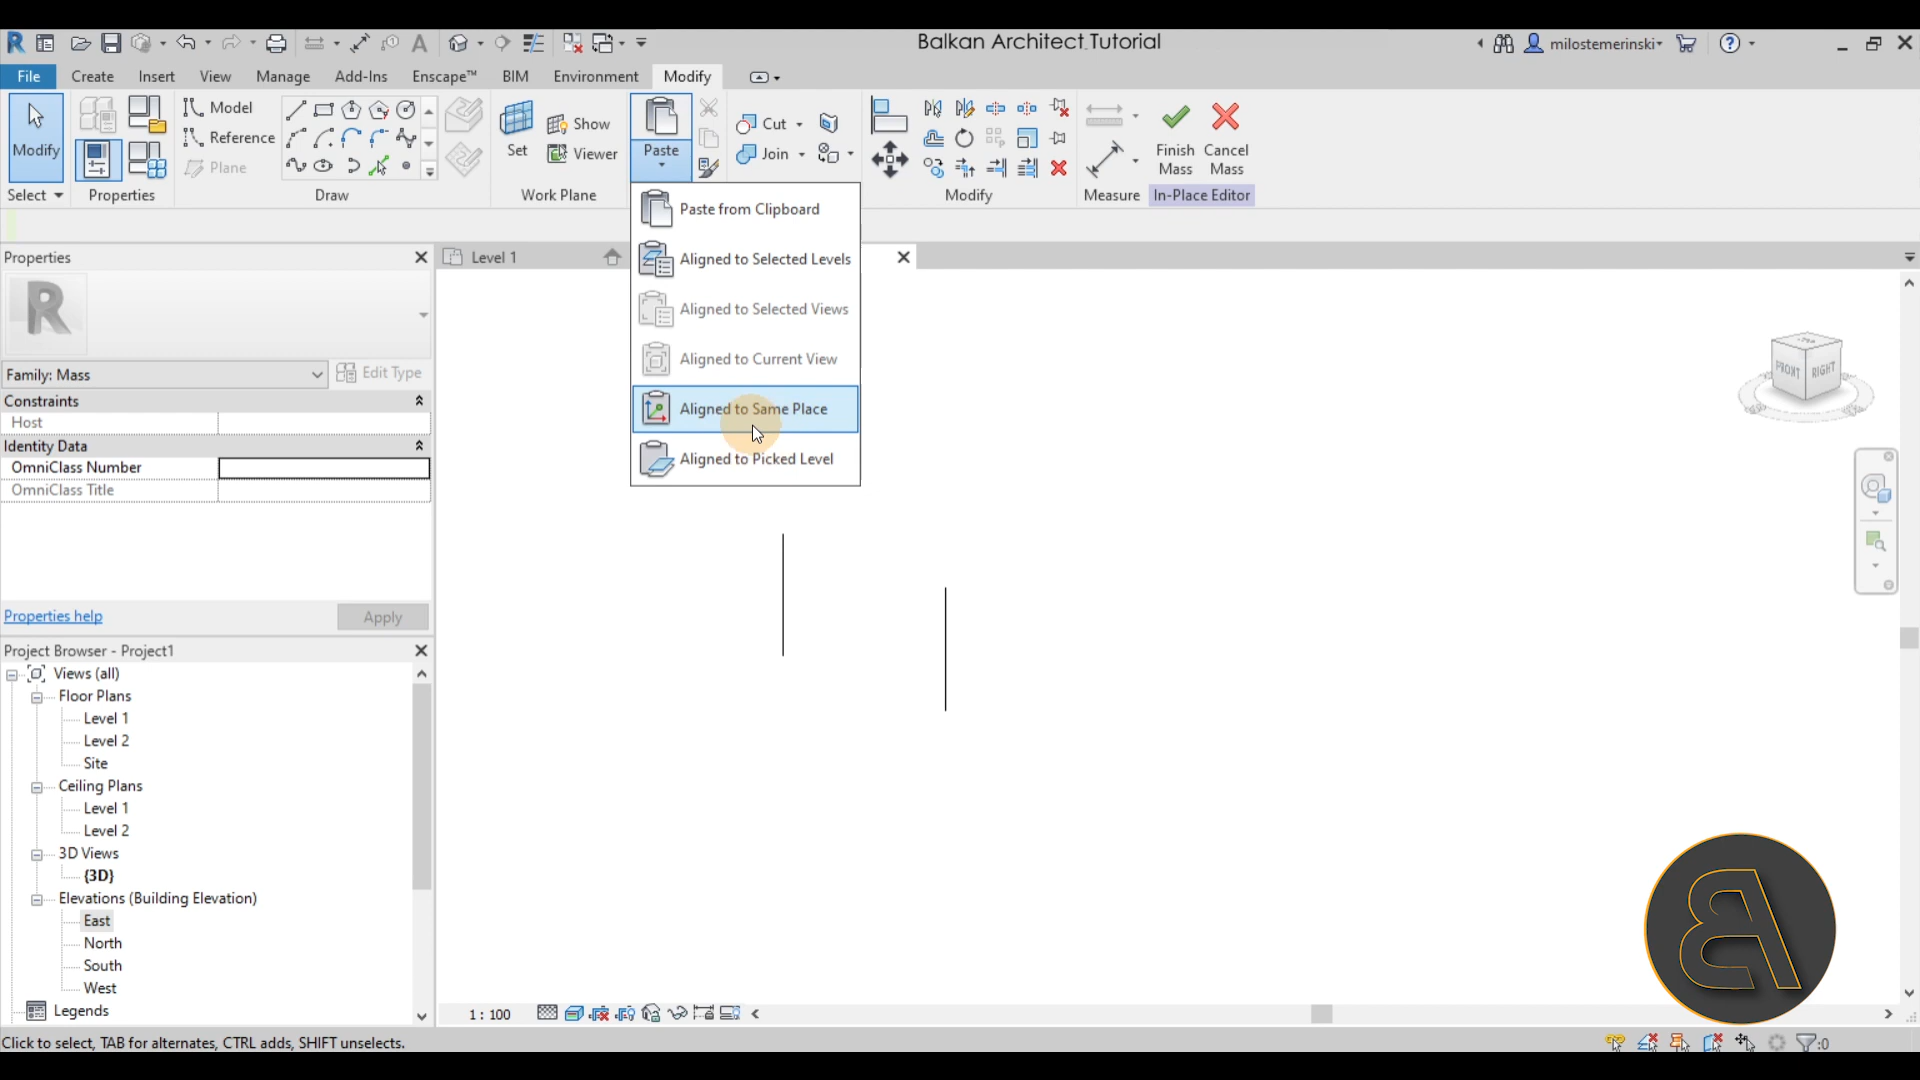 Balkan Architect Tutorial
milostemerinski
File Create Insert View Manage Add-Ins Enscape™ BIM Environment Modify
Modify
Select
Properties
Model
Reference
Plane
Draw
Set
Show
Viewer
Work Plane
Paste
Cut
Join
Modify
Measure
Finish Mass
Cancel Mass
In-Place Editor
Paste from Clipboard
Aligned to Selected Levels
Aligned to Selected Views
Aligned to Current View
Aligned to Same Place
Aligned to Picked Level
Properties
Level 1
R
Family: Mass
Edit Type
Constraints
Host
Identity Data
OmniClass Number
OmniClass Title
Properties help
Apply
Project Browser - Project1
Views (all)
Floor Plans
Level 1
Level 2
Site
Ceiling Plans
Level 1
Level 2
3D Views
{3D}
Elevations (Building Elevation)
East
North
South
West
Legends
TOP
FRONT RIGHT
1 : 100
Click to select, TAB for alternates, CTRL adds, SHIFT unselects.
:0